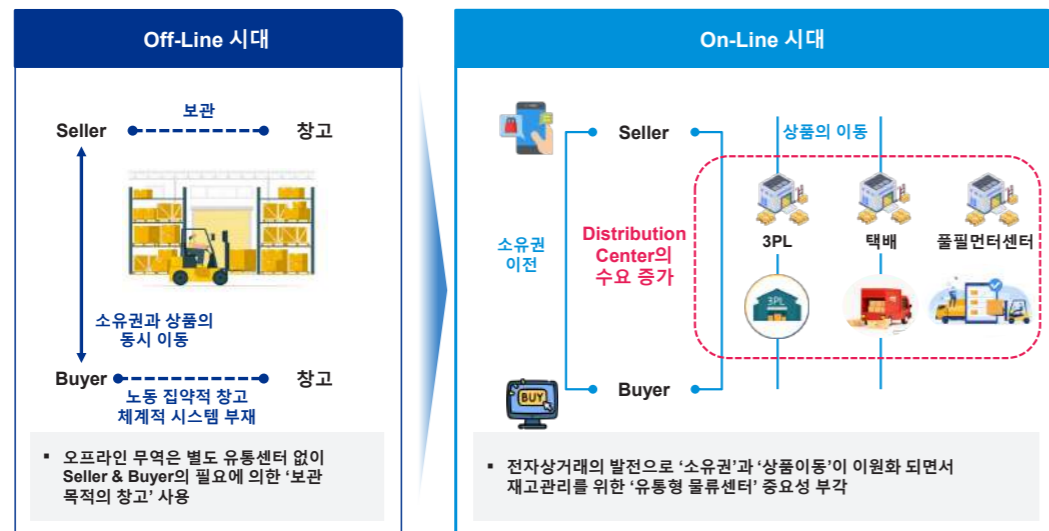 Off-Line 시대
보관
Seller
창고
소유권과 상품의
동시 이동
Buyer
창고
노동 집약적 창고
체계적 시스템 부재
▪ 오프라인 무역은 별도 유통센터 없이
Seller & Buyer의 필요에 의한 ‘보관
목적의 창고’ 사용
On-Line 시대
Seller
상품의 이동
소유권
이전
Distribution
Center의
수요 증가
3PL
택배
풀필먼터센터
3PL
Buyer
BUY
▪ 전자상거래의 발전으로 ‘소유권’과 ‘상품이동’이 이원화 되면서
재고관리를 위한 ‘유통형 물류센터’ 중요성 부각